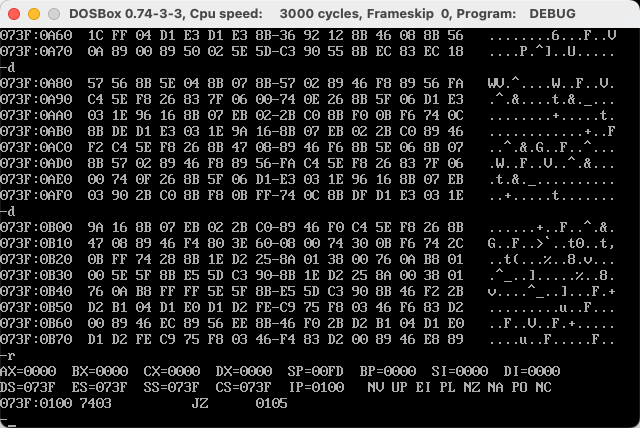 DOSBox 0.74-3-3, Cpu speed:    3000 cycles, Frameskip  0, Program:    DEBUG
073F:0A60  1C FF 04 D1 E3 D1 E3 8B-36 92 12 8B 46 08 8B 56   ........6...F..V
073F:0A70  0A 89 00 89 50 02 5E 5D-C3 90 55 8B EC 83 EC 18   ....P.^]..U.....
-d
073F:0A80  57 56 8B 5E 04 8B 07 8B-57 02 89 46 F8 89 56 FA   WV.^....W..F..V.
073F:0A90  C4 5E F8 26 83 7F 06 00-74 0E 26 8B 5F 06 D1 E3   .^.&....t.&._...
073F:0AA0  03 1E 96 16 8B 07 EB 02-2B C0 8B F0 0B F6 74 0C   ........+.....t.
073F:0AB0  8B DE D1 E3 03 1E 9A 16-8B 07 EB 02 2B C0 89 46   ............+..F
073F:0AC0  F2 C4 5E F8 26 8B 47 08-89 46 F6 8B 5E 06 8B 07   ..^.&.G..F..^...
073F:0AD0  8B 57 02 89 46 F8 89 56-FA C4 5E F8 26 83 7F 06   .W..F..V..^.&...
073F:0AE0  00 74 0F 26 8B 5F 06 D1-E3 03 1E 96 16 8B 07 EB   .t.&._..........
073F:0AF0  03 90 2B C0 8B F8 0B FF-74 0C 8B DF D1 E3 03 1E   ..+.....t.......
-d
073F:0B00  9A 16 8B 07 EB 02 2B C0-89 46 F0 C4 5E F8 26 8B   ......+..F..^.&.
073F:0B10  47 08 89 46 F4 80 3E 60-08 00 74 30 0B F6 74 2C   G..F..>`..t0..t,
073F:0B20  0B FF 74 28 8B 1E D2 25-8A 01 38 00 76 0A B8 01   ..t(...%..8.v...
073F:0B30  00 5E 5F 8B E5 5D C3 90-8B 1E D2 25 8A 00 38 01   .^_..].....%..8.
073F:0B40  76 0A B8 FF FF 5E 5F 8B-E5 5D C3 90 8B 46 F2 2B   v....^_..]...F.+
073F:0B50  D2 B1 04 D1 E0 D1 D2 FE-C9 75 F8 03 46 F6 83 D2   .........u..F...
073F:0B60  00 89 46 EC 89 56 EE 8B-46 F0 2B D2 B1 04 D1 E0   ..F..V..F.+.....
073F:0B70  D1 D2 FE C9 75 F8 03 46-F4 83 D2 00 89 46 E8 89   ....u..F.....F..
-r
AX=0000  BX=0000  CX=0000  DX=0000  SP=00FD  BP=0000  SI=0000  DI=0000
DS=073F  ES=073F  SS=073F  CS=073F  IP=0100   NV UP EI PL NZ NA PO NC
073F:0100 7403            JZ      0105
-_